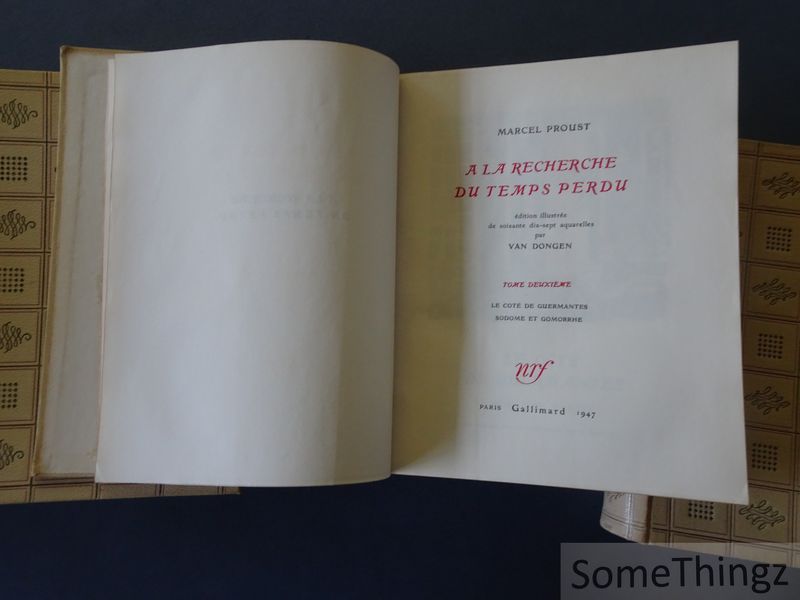 MARCEL PROUST
A LA RECHERCHE
DU TEMPS PERDU
édition illustrée
de soixante dix-sept aquarelles
par
VAN DONGEN
TOME DEUXIÈME
LE COTÉ DE GUERMANTES
SODOME ET GOMORRHE
nrf
PARIS Gallimard 1947
SomeThingz